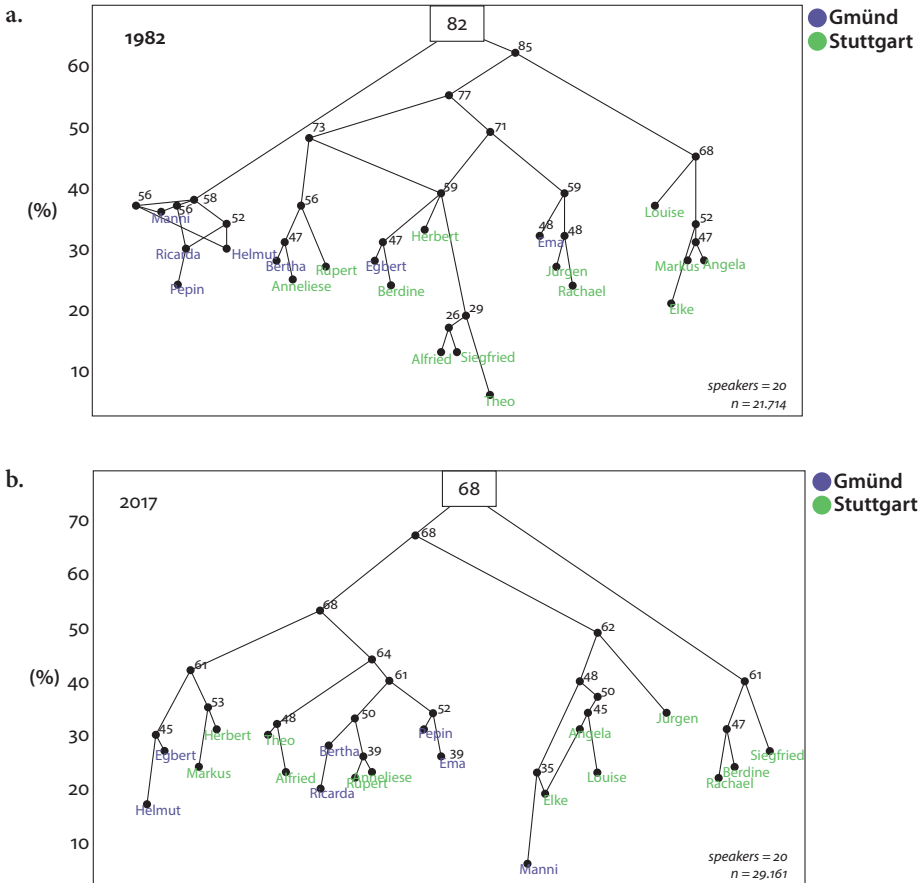 a.
1982
82
Gmünd
Stuttgart
85
60
77
50
73
71
68
40
56
58
59
59
(%)
56
56
52
48
52
Manni
Louise
Herbert
30
47
47
Ema
48
47
Ricarda
Helmut
Bertha
Rupert
Egbert
Jürgen
Markus
Angela
Pepin
Anneliese
Berdine
Rachael
20
26
29
Elke
Alfried
Siegfried
10
speakers = 20
Theo
n = 21.714
b.
2017
68
Gmünd
Stuttgart
70
68
60
68
50
62
64
(%)
40
61
61
48
61
53
50
30
45
48
50
52
45
47
Jürgen
Egbert
Herbert
Theo
Bertha
39
Pepin
39
Angela
Siegfried
Markus
Alfried
Rupert
Anneliese
Ema
35
Louise
Rachael
Berdine
20
Helmut
Ricarda
Elke
10
Manni
speakers = 20
n = 29.161